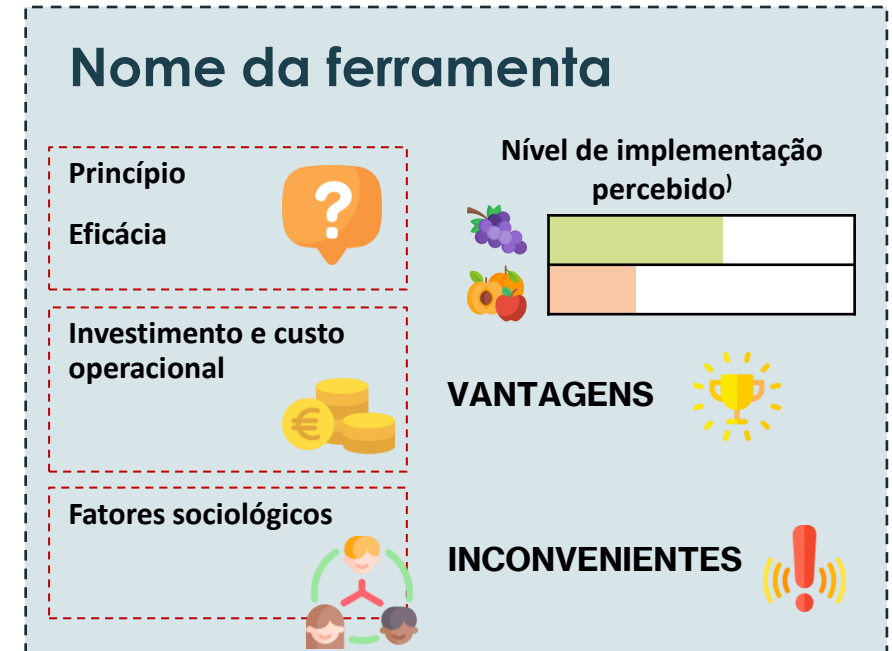 Nome da ferramenta
Princípio
Eficácia
?
Nível de implementação
percebido)
Investimento e custo
operacional
€
VANTAGENS
Fatores sociológicos
INCONVENIENTES